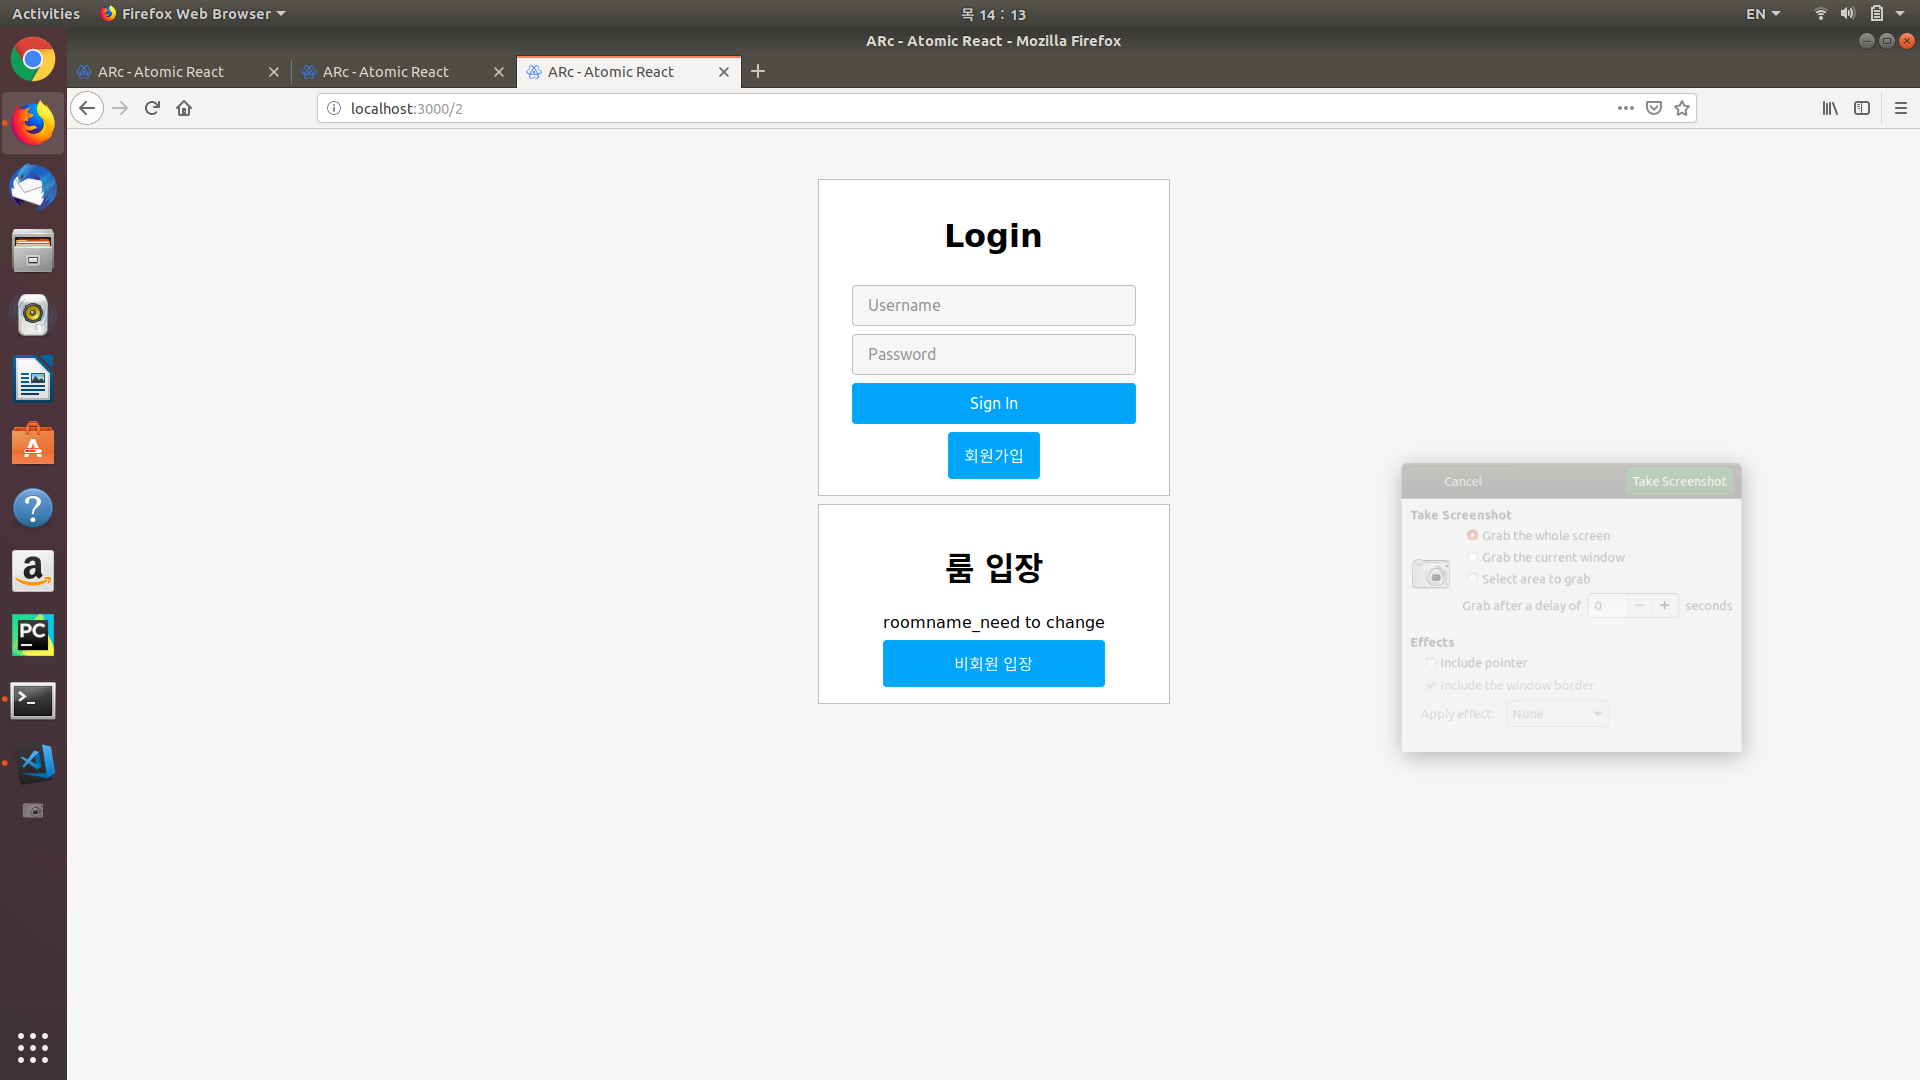 Activities
Firefox Web Browser
목 14 : 13
EN
ARc - Atomic React - Mozilla Firefox
ARc - Atomic React
ARc - Atomic React
ARc - Atomic React
localhost:3000/2
Login
Username
Password
Sign In
회원가입
룸 입장
roomname_need to change
비회원 입장
Cancel
Take Screenshot
Take Screenshot
Grab the whole screen
Grab the current window
Select area to grab
Grab after a delay of 0 − + seconds
Effects
Include pointer
Include the window border
Apply effect: None
a
PC